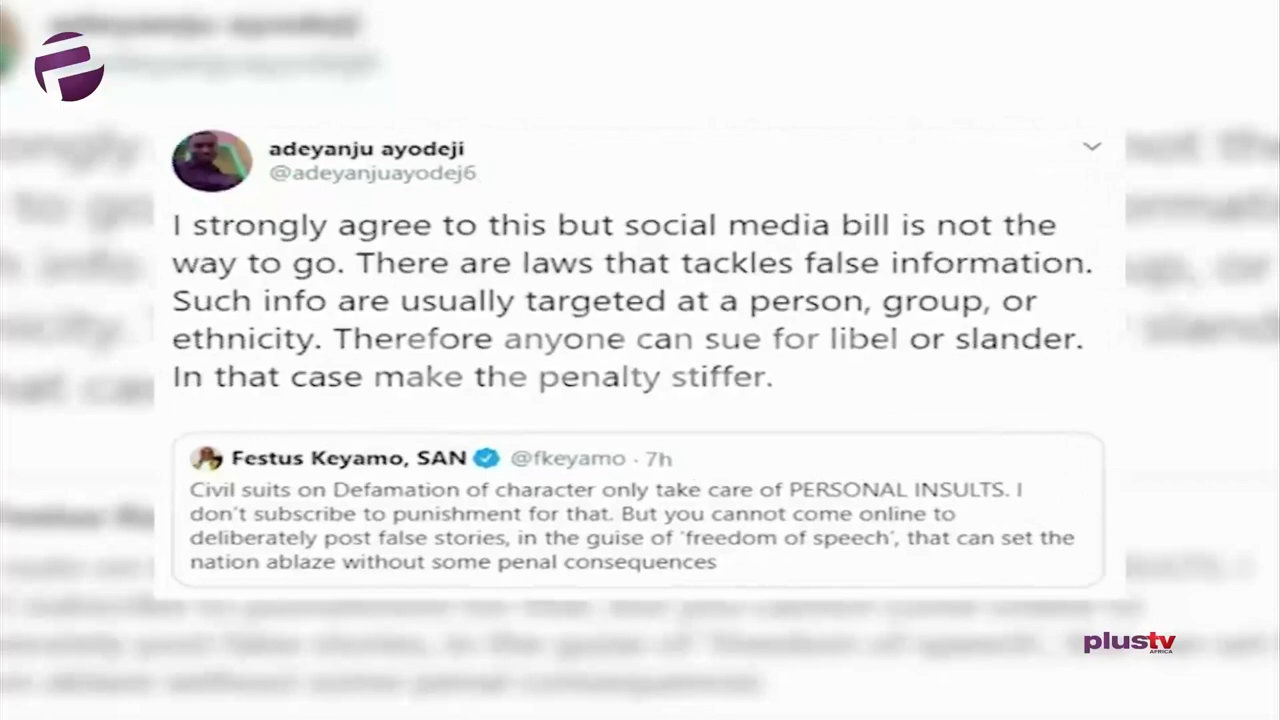 adeyanju ayodeji
@adeyanjuayodej6
I strongly agree to this but social media bill is not the
way to go. There are laws that tackles false information.
Such info are usually targeted at a person, group, or
ethnicity. Therefore anyone can sue for libel or slander.
In that case make the penalty stiffer.
Festus Keyamo, SAN @fkeyamo · 7h
Civil suits on Defamation of character only take care of PERSONAL INSULTS. I
don't subscribe to punishment for that. But you cannot come online to
deliberately post false stories, in the guise of 'freedom of speech', that can set the
nation ablaze without some penal consequences
plustv
AFRICA